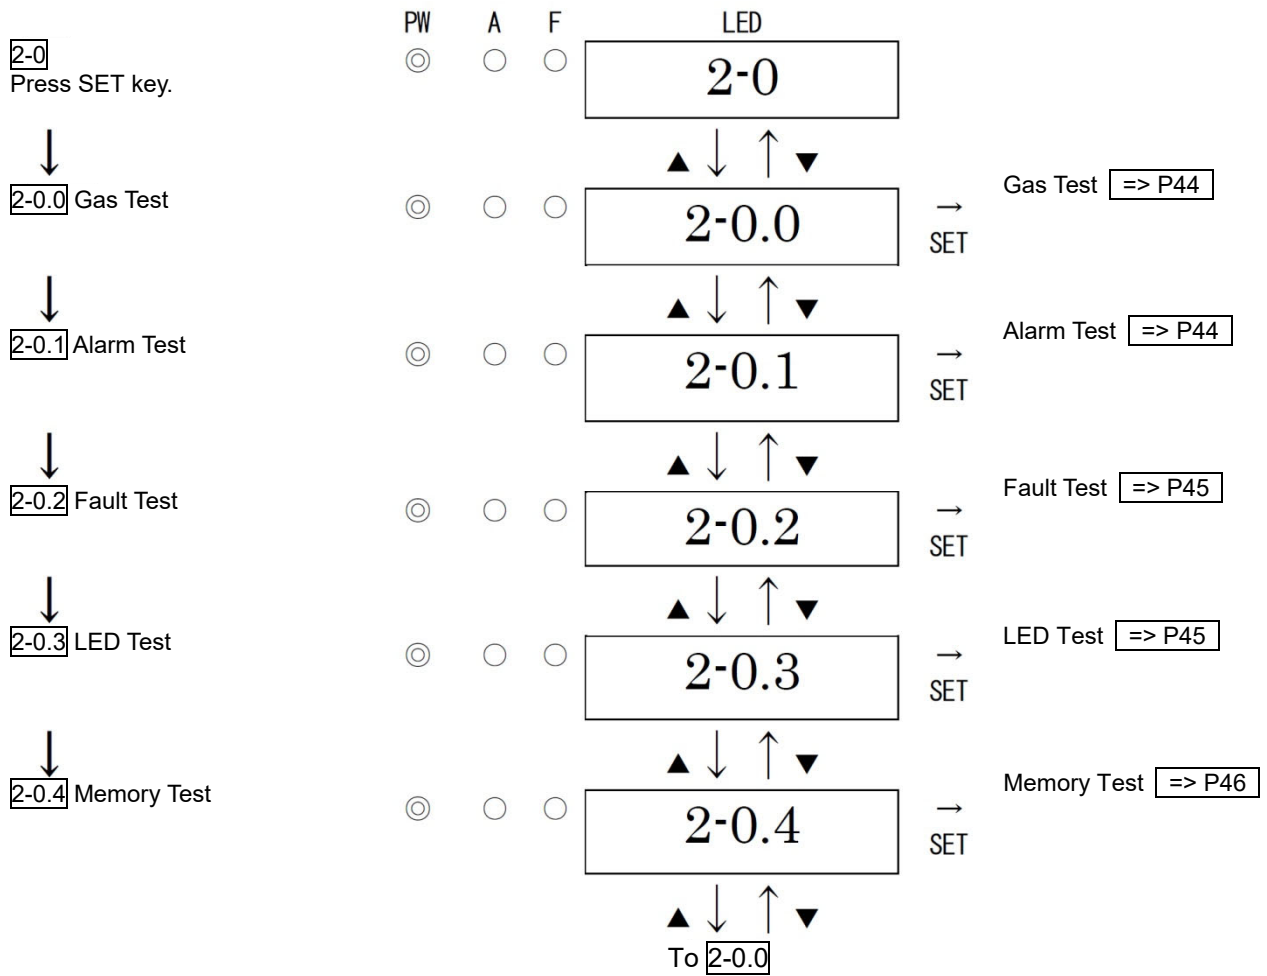 PW A F LED
2-0
Press SET key.
2-0
▲ ↓ ↑ ▼
↓
2-0.0 Gas Test
2-0.0
→
SET
Gas Test => P44
▲ ↓ ↑ ▼
↓
2-0.1 Alarm Test
2-0.1
→
SET
Alarm Test => P44
▲ ↓ ↑ ▼
↓
2-0.2 Fault Test
2-0.2
→
SET
Fault Test => P45
▲ ↓ ↑ ▼
↓
2-0.3 LED Test
2-0.3
→
SET
LED Test => P45
▲ ↓ ↑ ▼
↓
2-0.4 Memory Test
2-0.4
→
SET
Memory Test => P46
▲ ↓ ↑ ▼
To 2-0.0